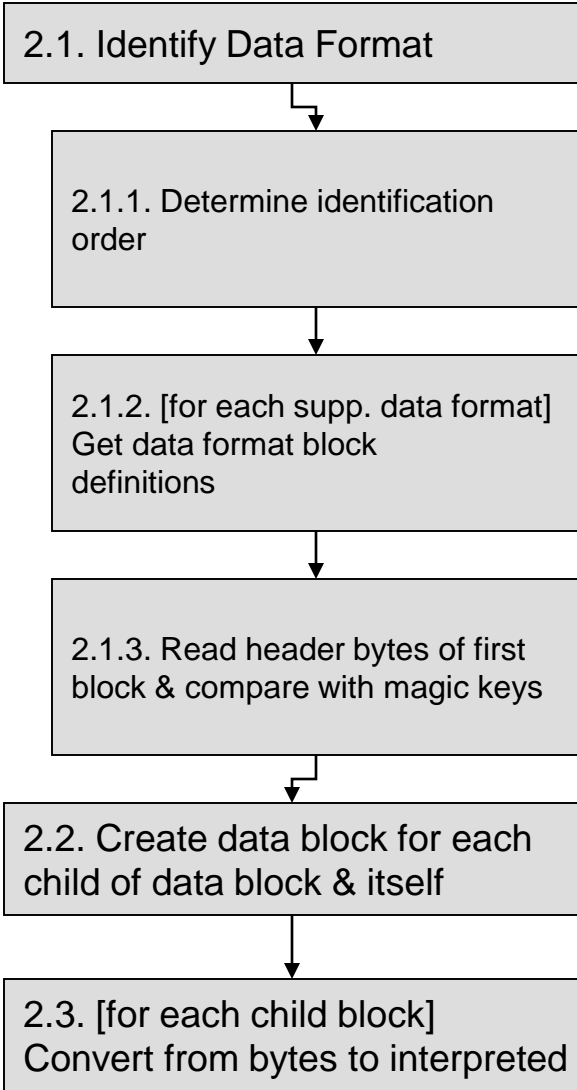 2.1. Identify Data Format
2.1.1. Determine identification
order
2.1.2. [for each supp. data format]
Get data format block
definitions
2.1.3. Read header bytes of first
block & compare with magic keys
2.2. Create data block for each
child of data block & itself
2.3. [for each child block]
Convert from bytes to interpreted